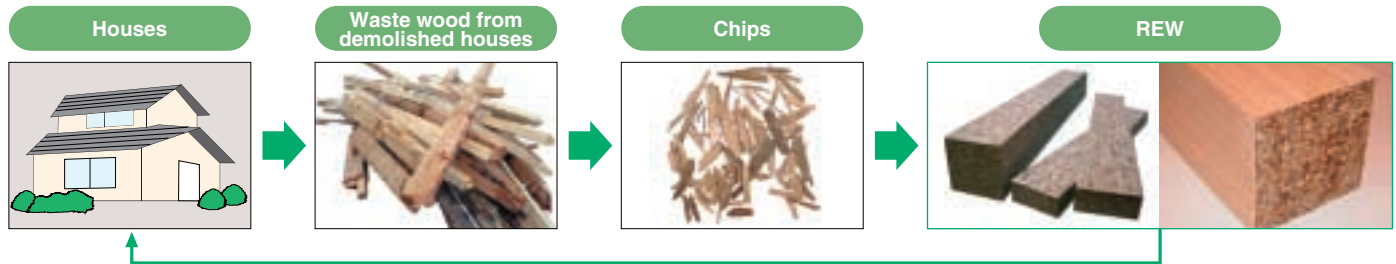 Houses
Waste wood from
demolished houses
Chips
REW